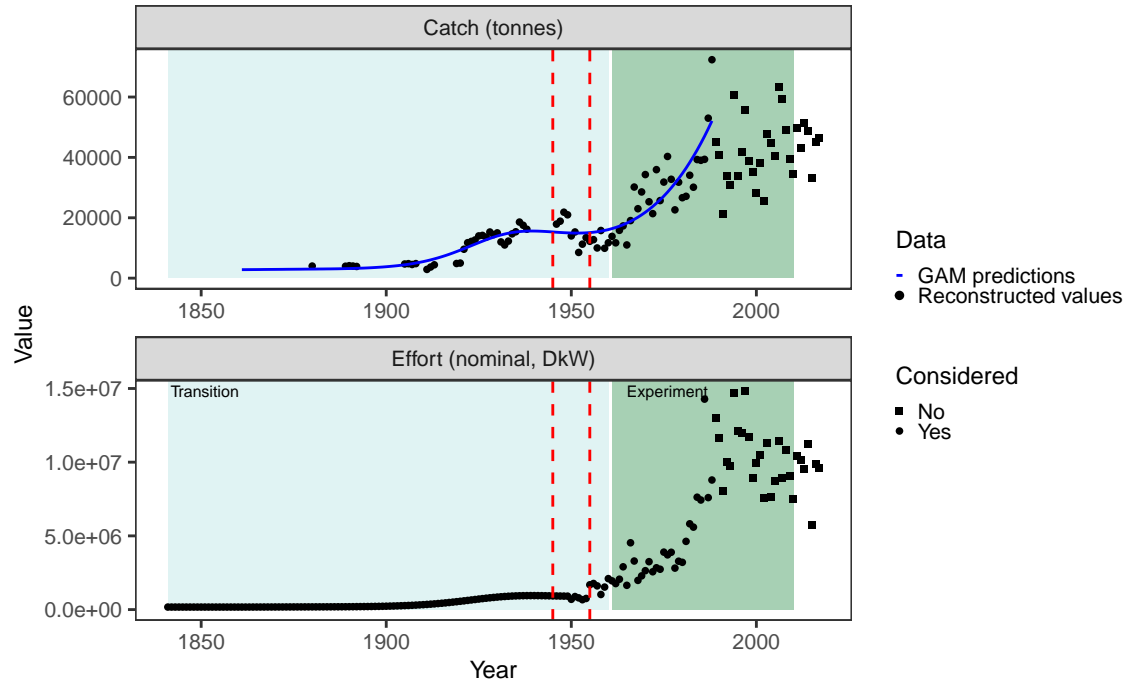 Catch (tonnes)
60000
40000
20000
0
1850
1900
1950
2000
Value
Effort (nominal, DkW)
Transition
Experiment
1.5e+07
1.0e+07
5.0e+06
0.0e+00
1850
1900
1950
2000
Year
Data
GAM predictions
Reconstructed values
Considered
No
Yes